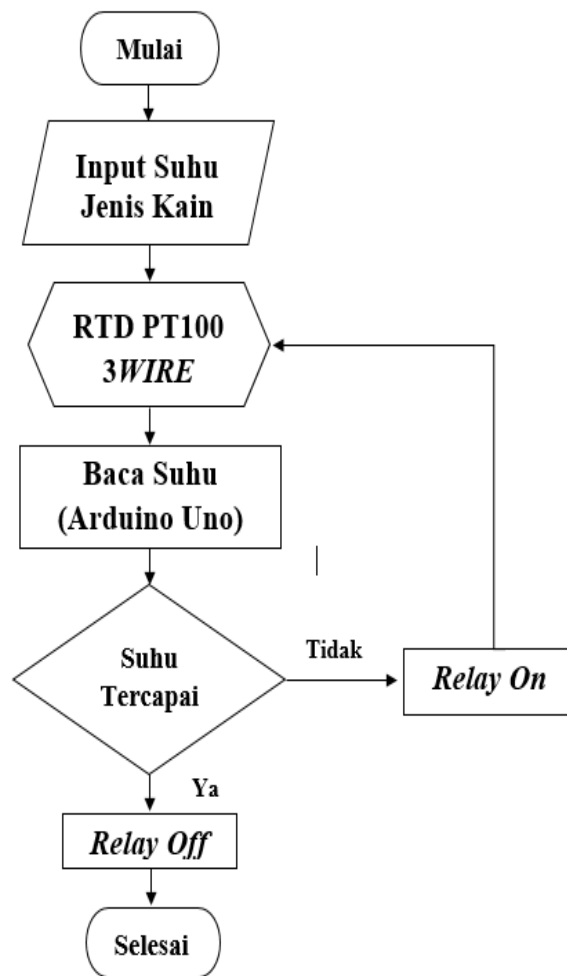 Mulai
Input Suhu
Jenis Kain
RTD PT100
3WIRE
Baca Suhu
(Arduino Uno)
Suhu
Tercapai
Tidak
Relay On
Ya
Relay Off
Selesai